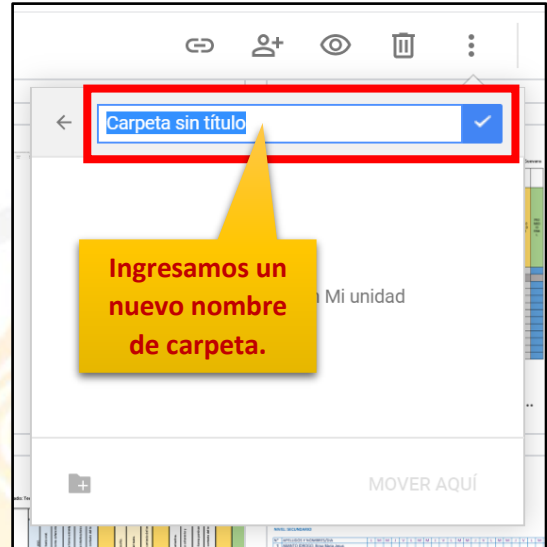 Carpeta sin título
Ingresamos un
nuevo nombre
de carpeta.
Mi unidad
MOVER AQUÍ